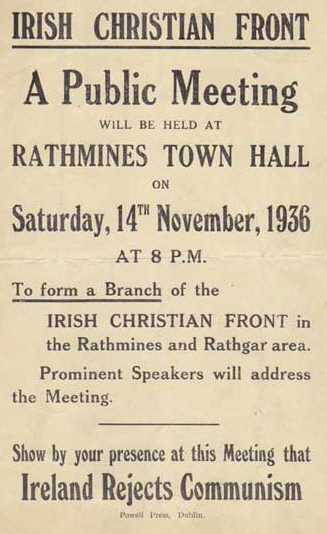 IRISH CHRISTIAN FRONT
A Public Meeting
WILL BE HELD AT
RATHMINES TOWN HALL
ON
Saturday, 14TH November, 1936
AT 8 P.M.
To form a Branch of the
IRISH CHRISTIAN FRONT in
the Rathmines and Rathgar area.
Prominent Speakers will address
the Meeting.
Show by your presence at this Meeting that
Ireland Rejects Communism
Powell Press, Dublin.